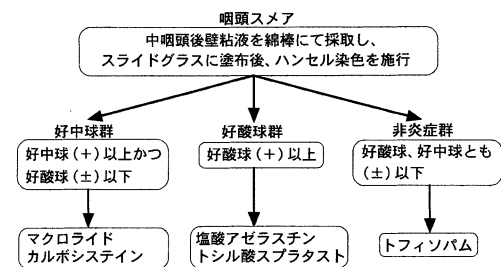 咽頭スメア
中咽頭後壁粘液を綿棒にて採取し、
スライドグラスに塗布後、ハンセル染色を施行
好中球群
好中球(+)以上かつ
好酸球(±)以下
好酸球群
好酸球(+)以上
非炎症群
好酸球、好中球とも
(±)以下
マクロライド
カルボシステイン
塩酸アゼラスチン
トシル酸スプラタスト
トフィソパム